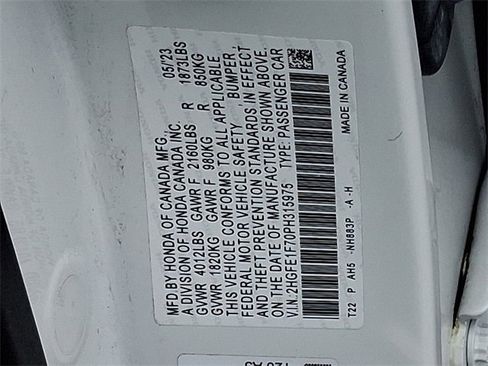 MFD BY HONDA OF CANADA MFG. 05/23
A DIVISION OF HONDA CANADA INC.
GVWR 4012LBS GAWR F 2160LBS R 1873LBS
GVWR 1820KG GAWR F 980KG R 850KG
THIS VEHICLE CONFORMS TO ALL APPLICABLE
FEDERAL MOTOR VEHICLE SAFETY, BUMPER,
AND THEFT PREVENTION STANDARDS IN EFFECT
ON THE DATE OF MANUFACTURE SHOWN ABOVE.
V.I.N: 2HGFE1F70PH315975 TYPE: PASSENGER CAR
T22 P AH5 -NH883P -A -H MADE IN CANADA